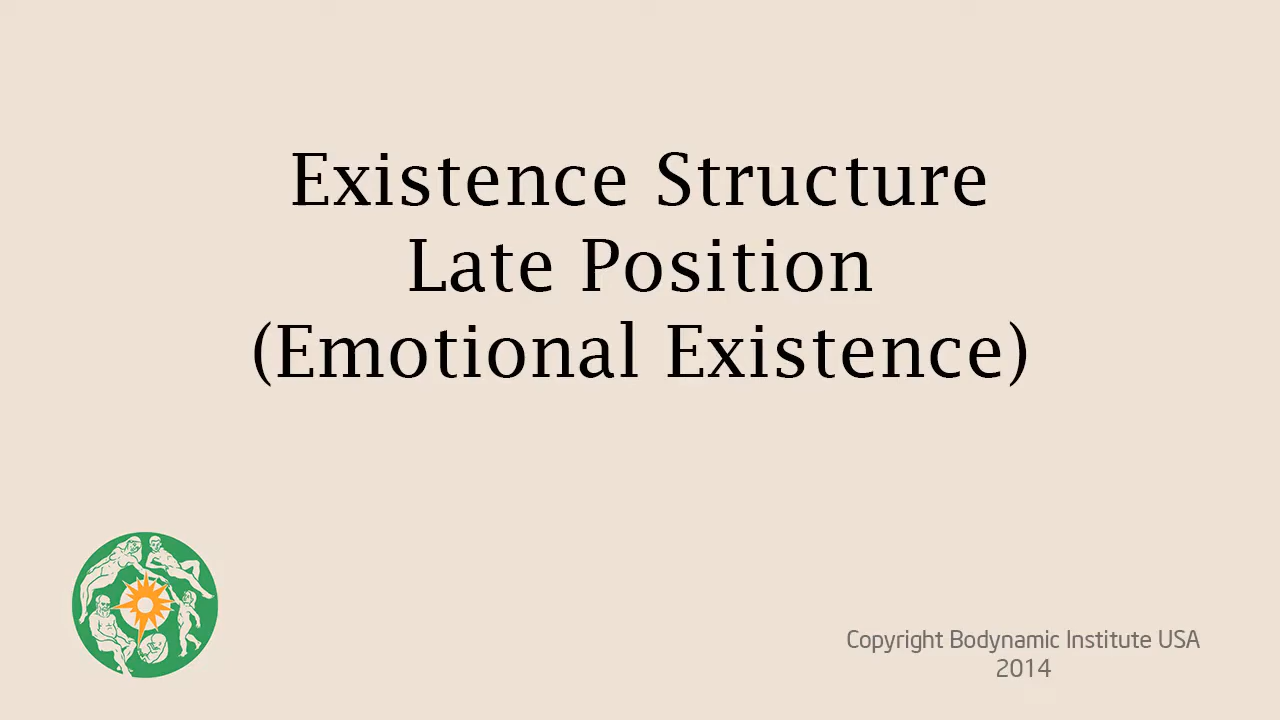 Existence Structure
Late Position
(Emotional Existence)
Copyright Bodynamic Institute USA
2014